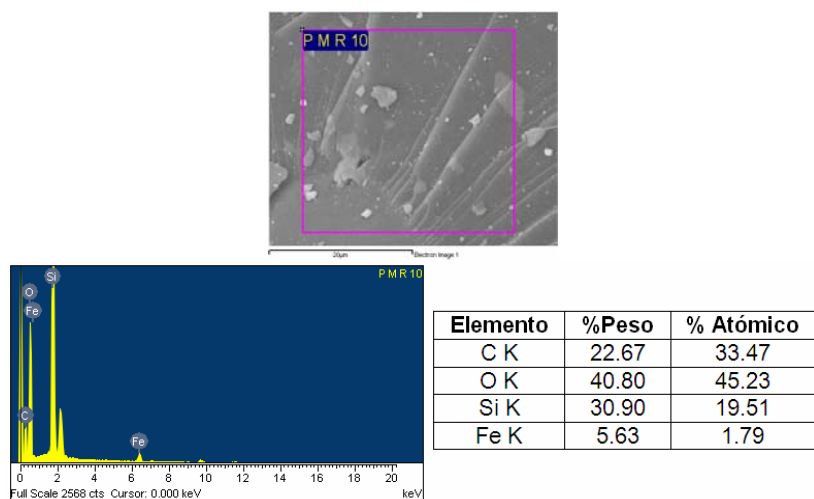 P M R 10
20µm
Electron Image 1
Si
P M R 10
O
Fe
C
Fe
0 2 4 6 8 10 12 14 16 18 20
Full Scale 2568 cts Cursor: 0.000 keV
keV
Elemento %Peso % Atómico
C K 22.67 33.47
O K 40.80 45.23
Si K 30.90 19.51
Fe K 5.63 1.79